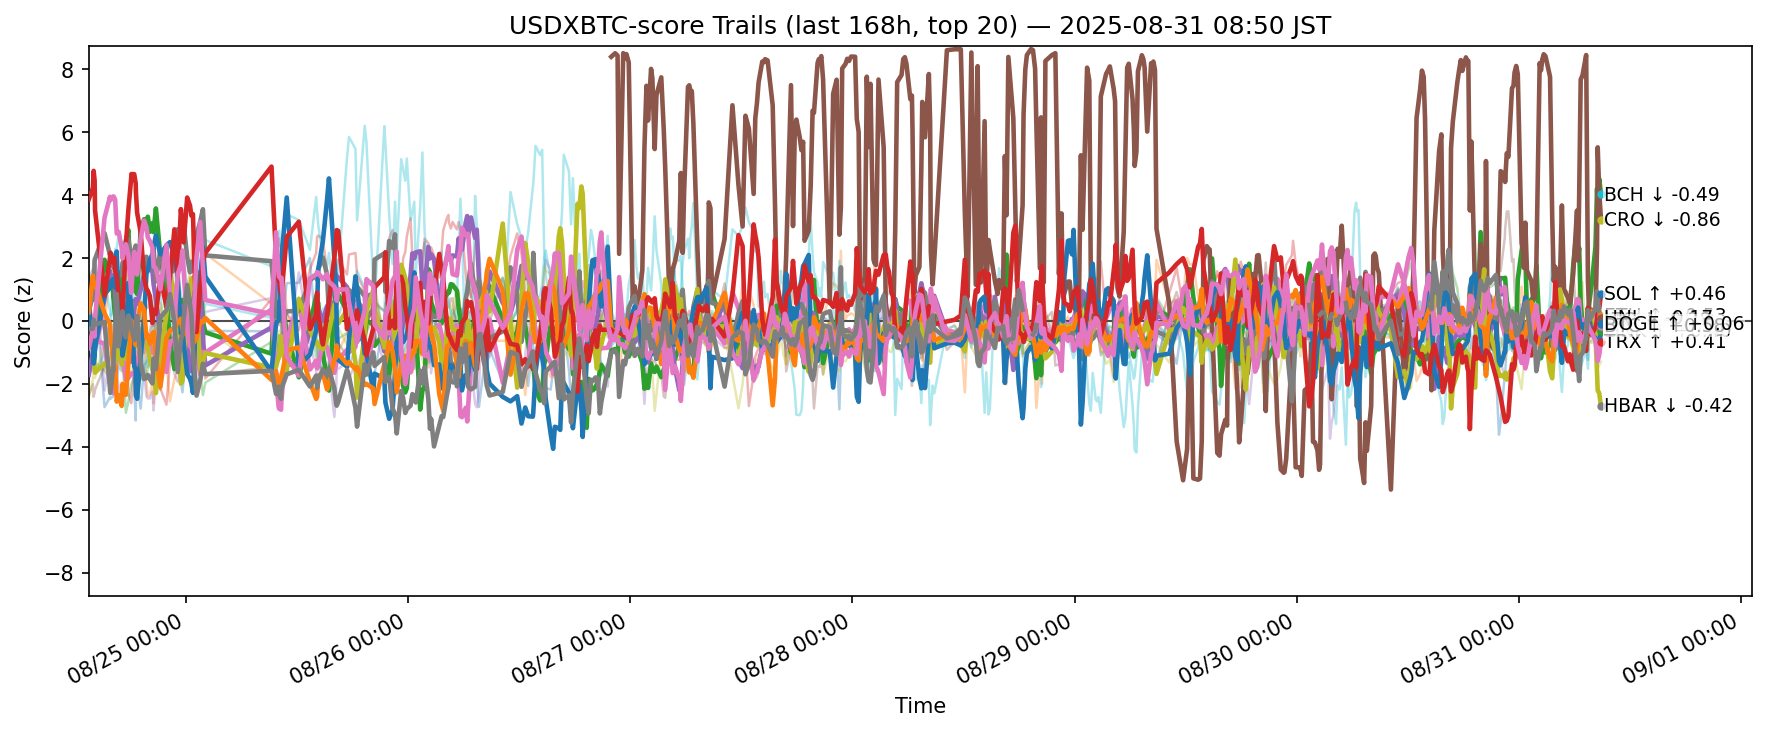 USDXBTC-score Trails (last 168h, top 20) — 2025-08-31 08:50 JST
Score (z)
8
6
4
2
0
−2
−4
−6
−8
BCH ↓ -0.49
CRO ↓ -0.86
SOL ↑ +0.46
DOGE ↑ +0.06
TRX ↑ +0.41
HBAR ↓ -0.42
08/25 00:00
08/26 00:00
08/27 00:00
08/28 00:00
08/29 00:00
08/30 00:00
08/31 00:00
09/01 00:00
Time